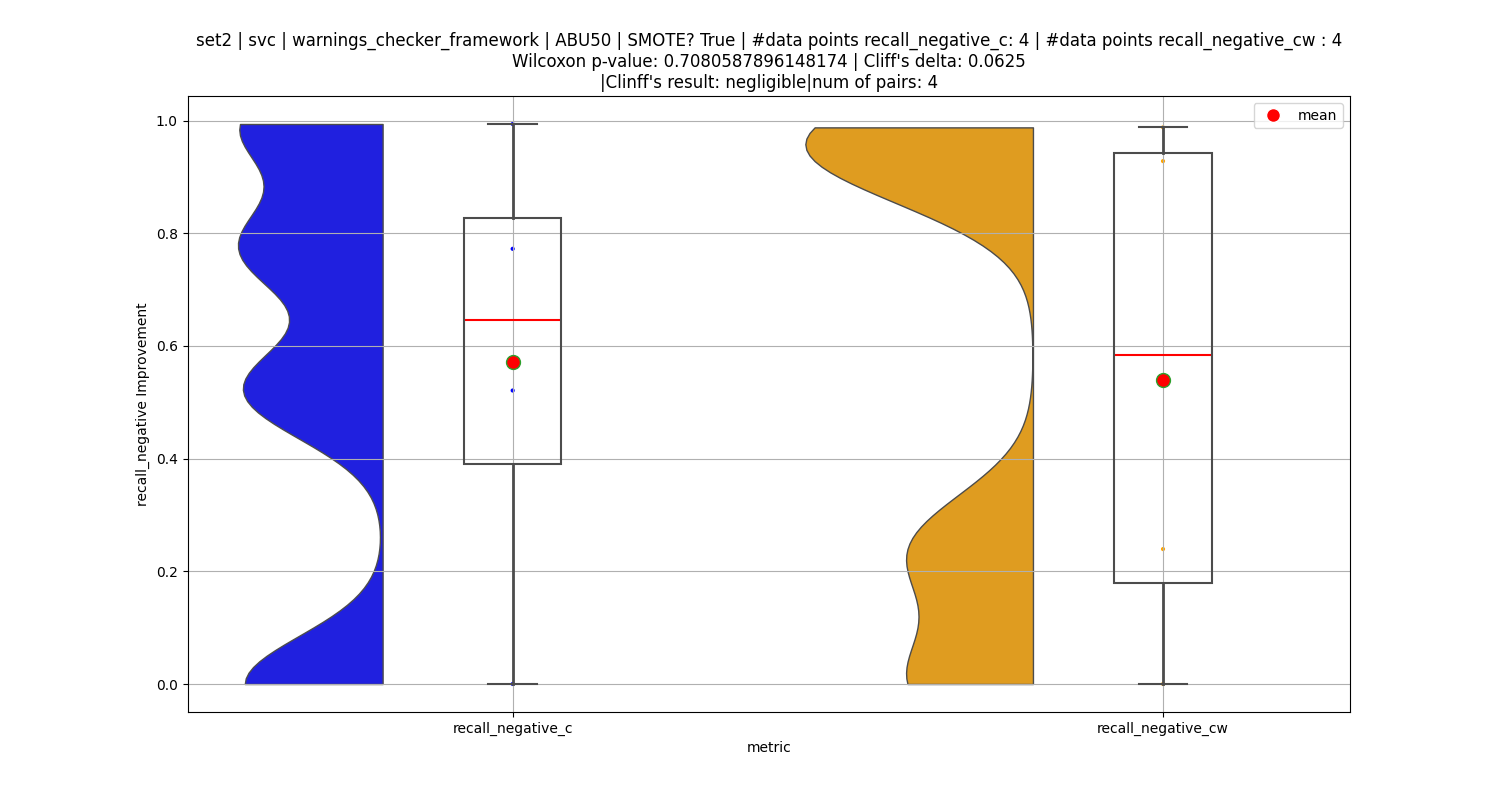 set2 | svc | warnings_checker_framework | ABU50 | SMOTE? True | #data points recall_negative_c: 4 | #data points recall_negative_cw : 4
Wilcoxon p-value: 0.7080587896148174 | Cliff's delta: 0.0625
|Clinff's result: negligible|num of pairs: 4
mean
1.0
0.8
0.6
0.4
0.2
0.0
recall_negative Improvement
recall_negative_c
recall_negative_cw
metric